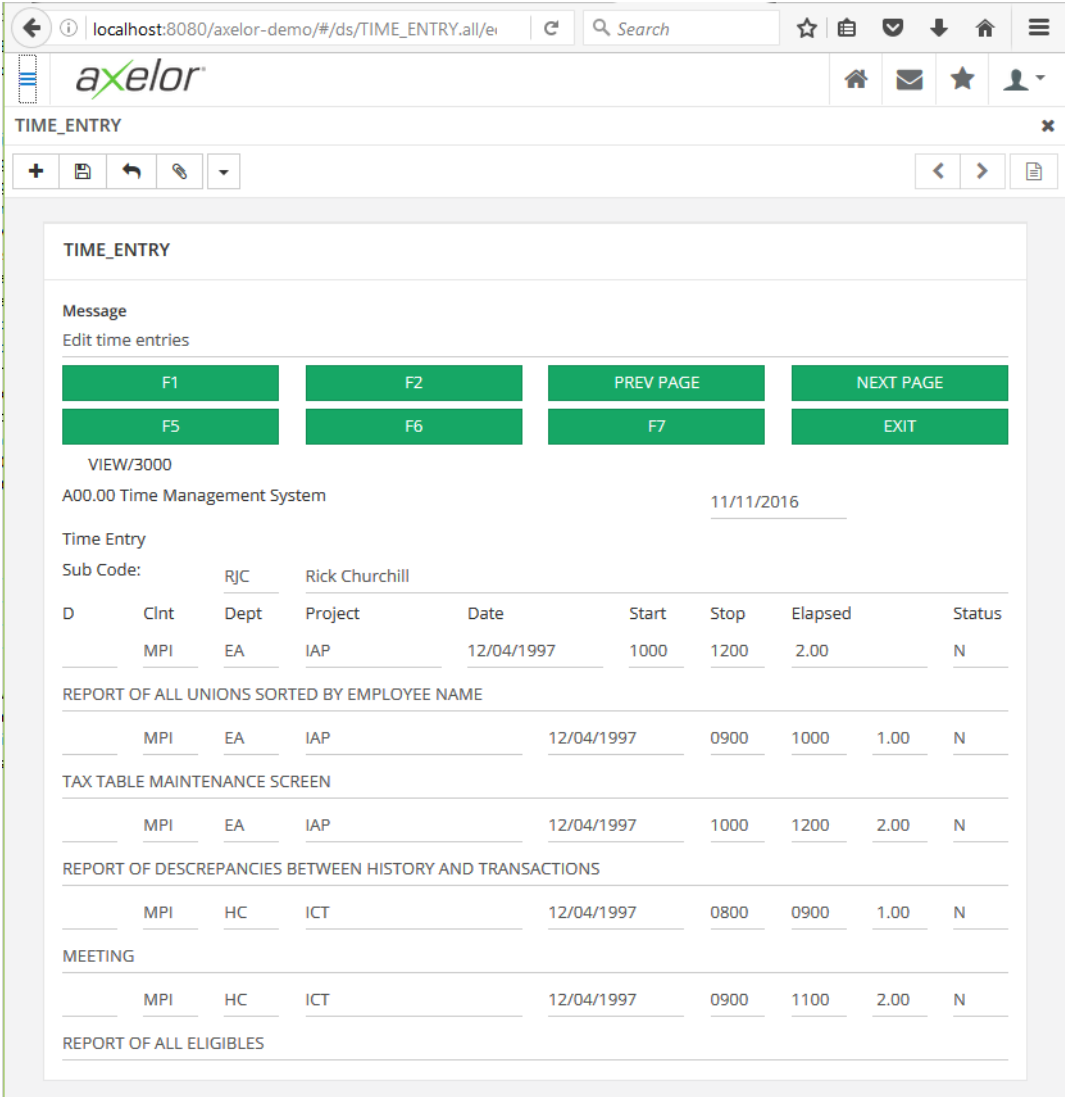 localhost:8080/axelor-demo/#/ds/TIME_ENTRY.all/e Search
axelor
TIME_ENTRY
TIME_ENTRY
Message
Edit time entries
F1 F2 PREV PAGE NEXT PAGE
F5 F6 F7 EXIT
VIEW/3000
A00.00 Time Management System 11/11/2016
Time Entry
Sub Code: RJC Rick Churchill
D Clnt Dept Project Date Start Stop Elapsed Status
MPI EA IAP 12/04/1997 1000 1200 2.00 N
REPORT OF ALL UNIONS SORTED BY EMPLOYEE NAME
MPI EA IAP 12/04/1997 0900 1000 1.00 N
TAX TABLE MAINTENANCE SCREEN
MPI EA IAP 12/04/1997 1000 1200 2.00 N
REPORT OF DESCREPANCIES BETWEEN HISTORY AND TRANSACTIONS
MPI HC ICT 12/04/1997 0800 0900 1.00 N
MEETING
MPI HC ICT 12/04/1997 0900 1100 2.00 N
REPORT OF ALL ELIGIBLES